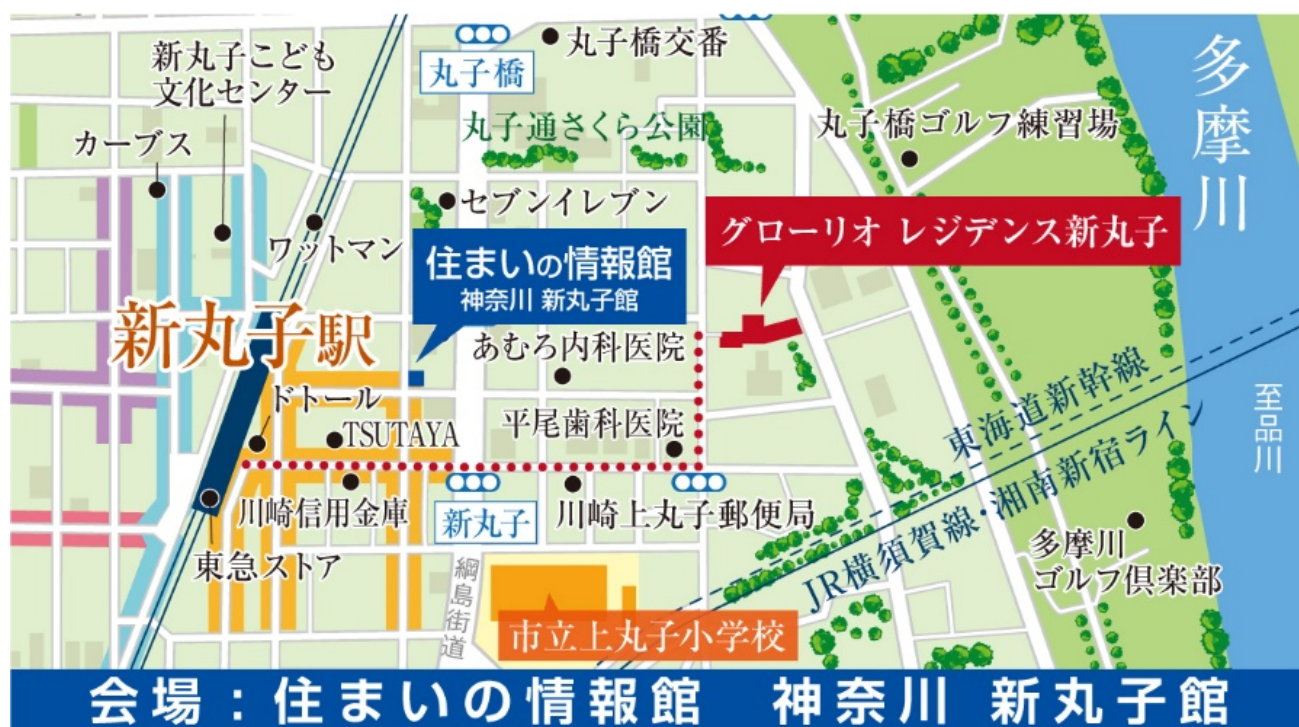 丸子橋交番
新丸子こども
文化センター
丸子橋
多摩川
カーブス
丸子通さくら公園
丸子橋ゴルフ練習場
セブンイレブン
ワットマン
グローリオ レジデンス新丸子
住まいの情報館
神奈川 新丸子館
新丸子駅
あむろ内科医院
ドトール
TSUTAYA
平尾歯科医院
東海道新幹線
JR横須賀線・湘南新宿ライン
至品川
川崎信用金庫
新丸子
川崎上丸子郵便局
東急ストア
綱島街道
多摩川
ゴルフ倶楽部
市立上丸子小学校
会場：住まいの情報館　神奈川 新丸子館